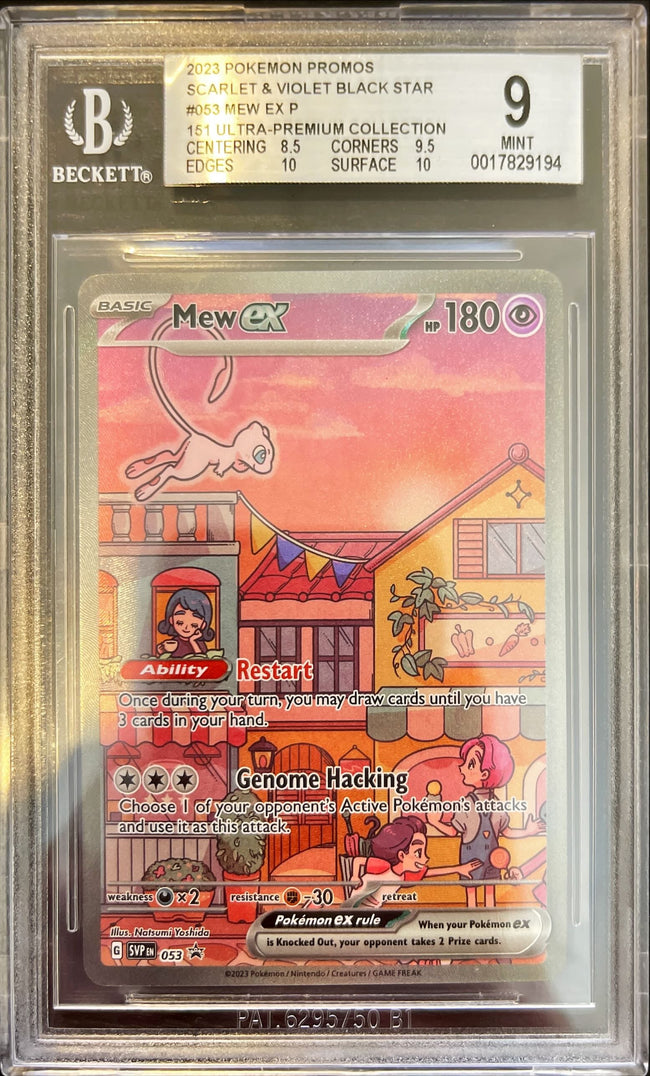 2023 POKEMON PROMOS
SCARLET & VIOLET BLACK STAR
#053 MEW EX P
151 ULTRA-PREMIUM COLLECTION
CENTERING 8.5 CORNERS 9.5
EDGES 10 SURFACE 10
9
MINT
0017829194
B
BECKETT®
BASIC Mew ex HP 180
Ability Restart
Once during your turn, you may draw cards until you have
3 cards in your hand.
Genome Hacking
Choose 1 of your opponent's Active Pokémon's attacks
and use it as this attack.
weakness ×2 resistance -30 retreat
Illus. Natsumi Yoshida
Pokémon ex rule When your Pokémon ex
is Knocked Out, your opponent takes 2 Prize cards.
G SVP EN 053
©2023 Pokémon / Nintendo / Creatures / GAME FREAK
PAT.6295750 B1